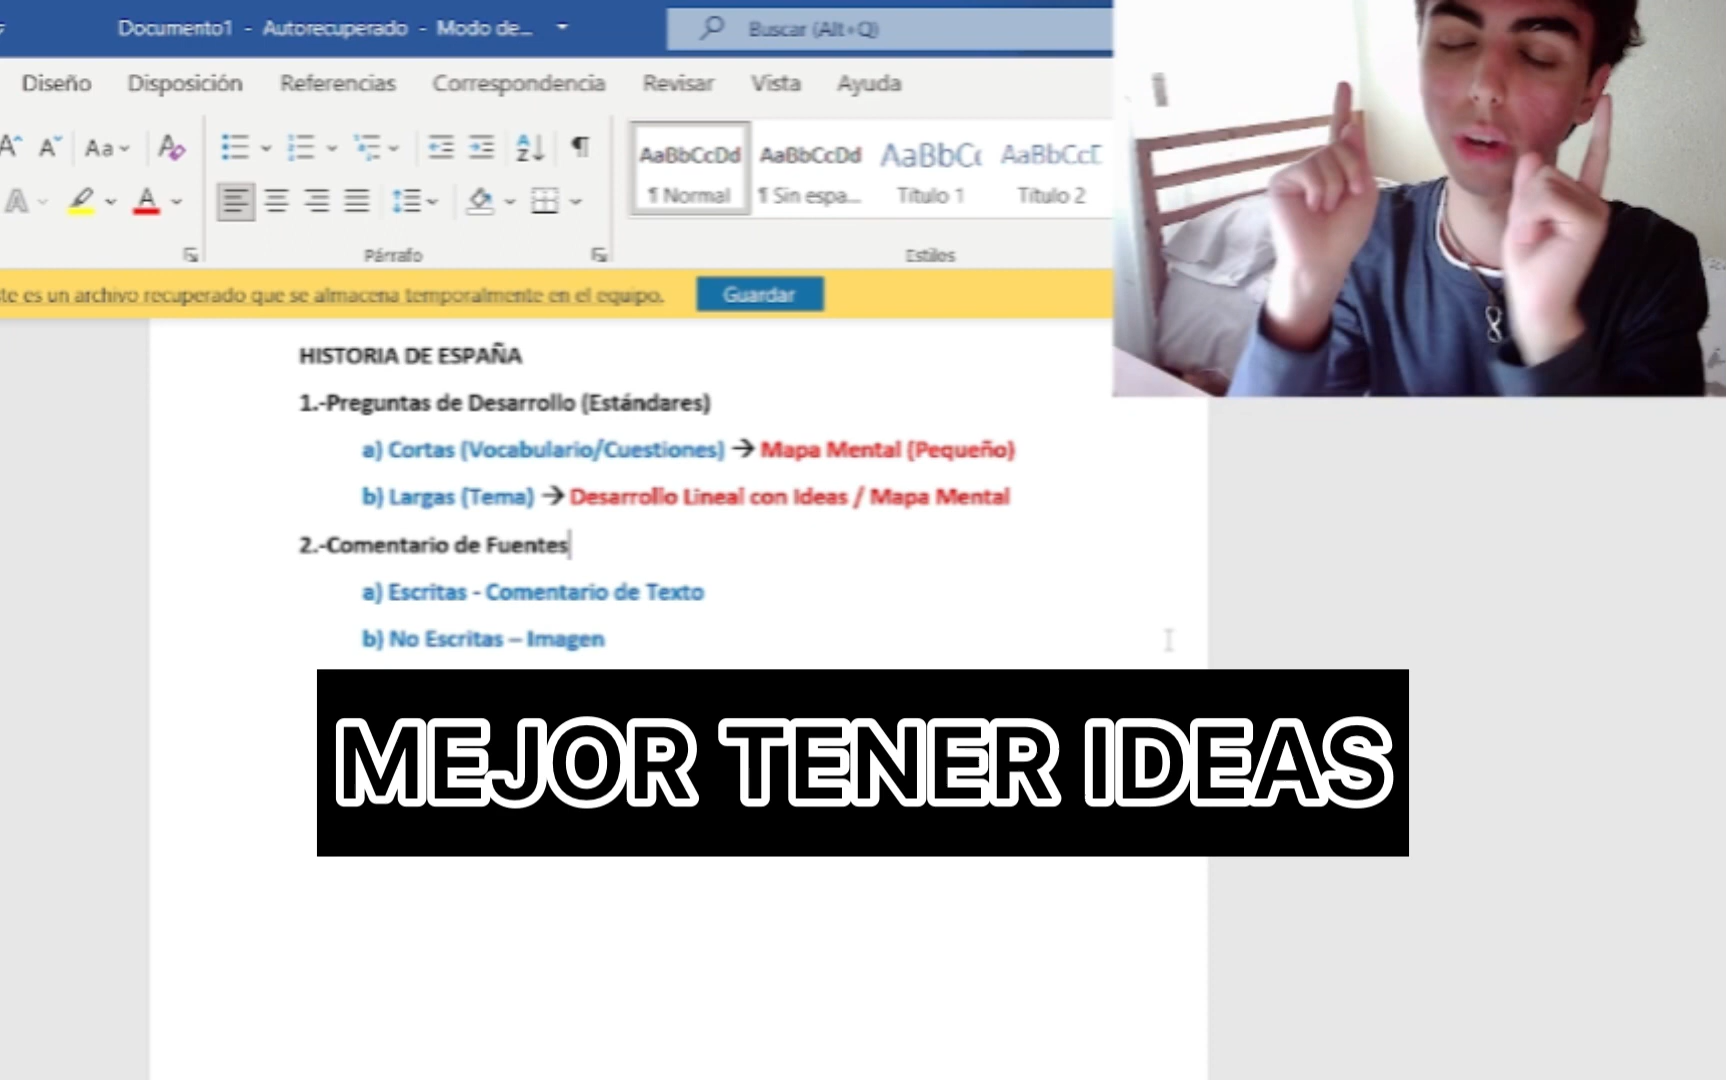 Documento1 - Autorecuperado - Modo de...
Buscar (Alt+Q)
Diseño Disposición Referencias Correspondencia Revisar Vista Ayuda
Aa
AaBbCcDd AaBbCcDd AaBbCc AaBbCcD
¶ Normal ¶ Sin espa... Título 1 Título 2
Párrafo Estilos
es un archivo recuperado que se almacena temporalmente en el equipo. Guardar
HISTORIA DE ESPAÑA
1.-Preguntas de Desarrollo (Estándares)
a) Cortas (Vocabulario/Cuestiones) → Mapa Mental (Pequeño)
b) Largas (Tema) → Desarrollo Lineal con Ideas / Mapa Mental
2.-Comentario de Fuentes
a) Escritas - Comentario de Texto
b) No Escritas – Imagen
MEJOR TENER IDEAS